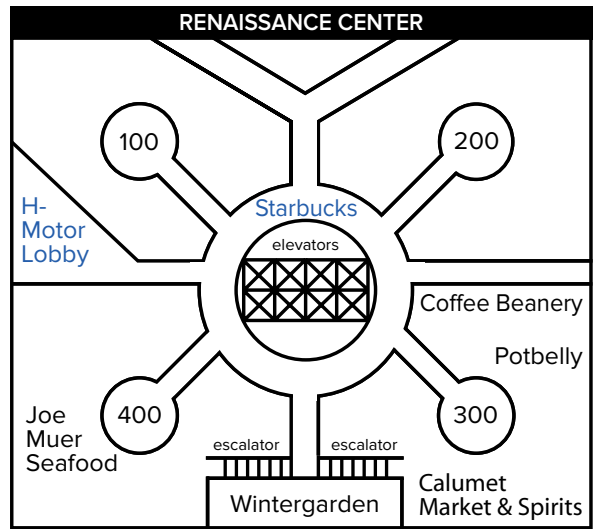 RENAISSANCE CENTER
100
200
H-
Motor
Lobby
Starbucks
elevators
Coffee Beanery
Potbelly
Joe
Muer
Seafood
400
300
escalator
escalator
Wintergarden
Calumet
Market & Spirits